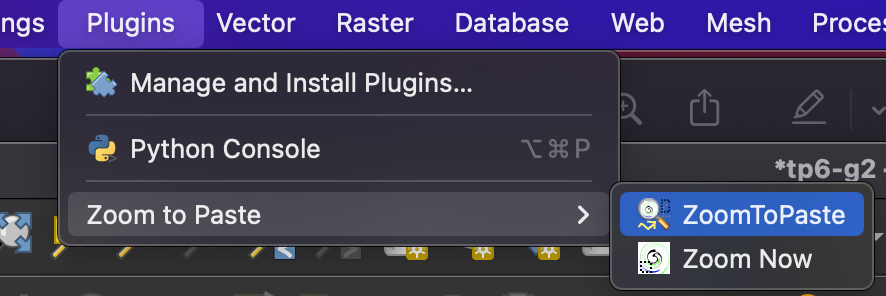 ngs Plugins Vector Raster Database Web Mesh Proces
Manage and Install Plugins...
Python Console ⌥⌘P
*tp6-g2 -
Zoom to Paste
ZoomToPaste
Zoom Now